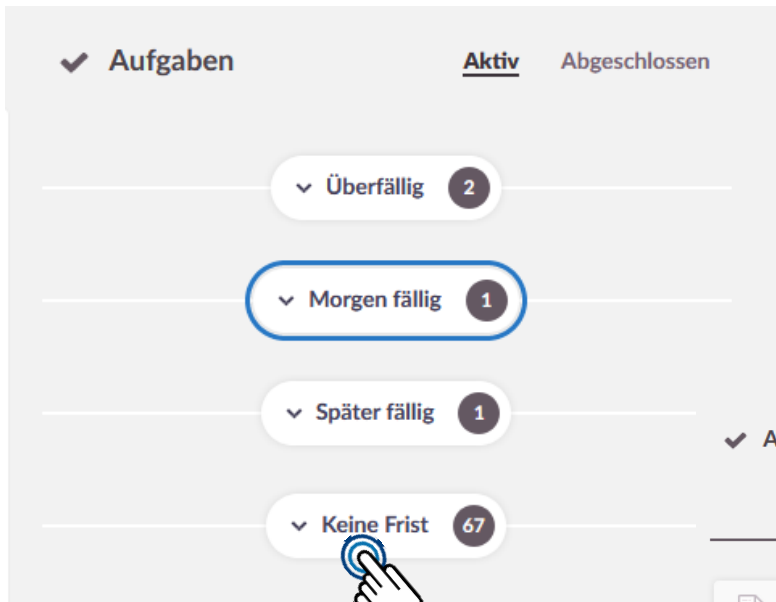 Aufgaben Aktiv Abgeschlossen
Überfällig 2
Morgen fällig 1
Später fällig 1
A
Keine Frist 67